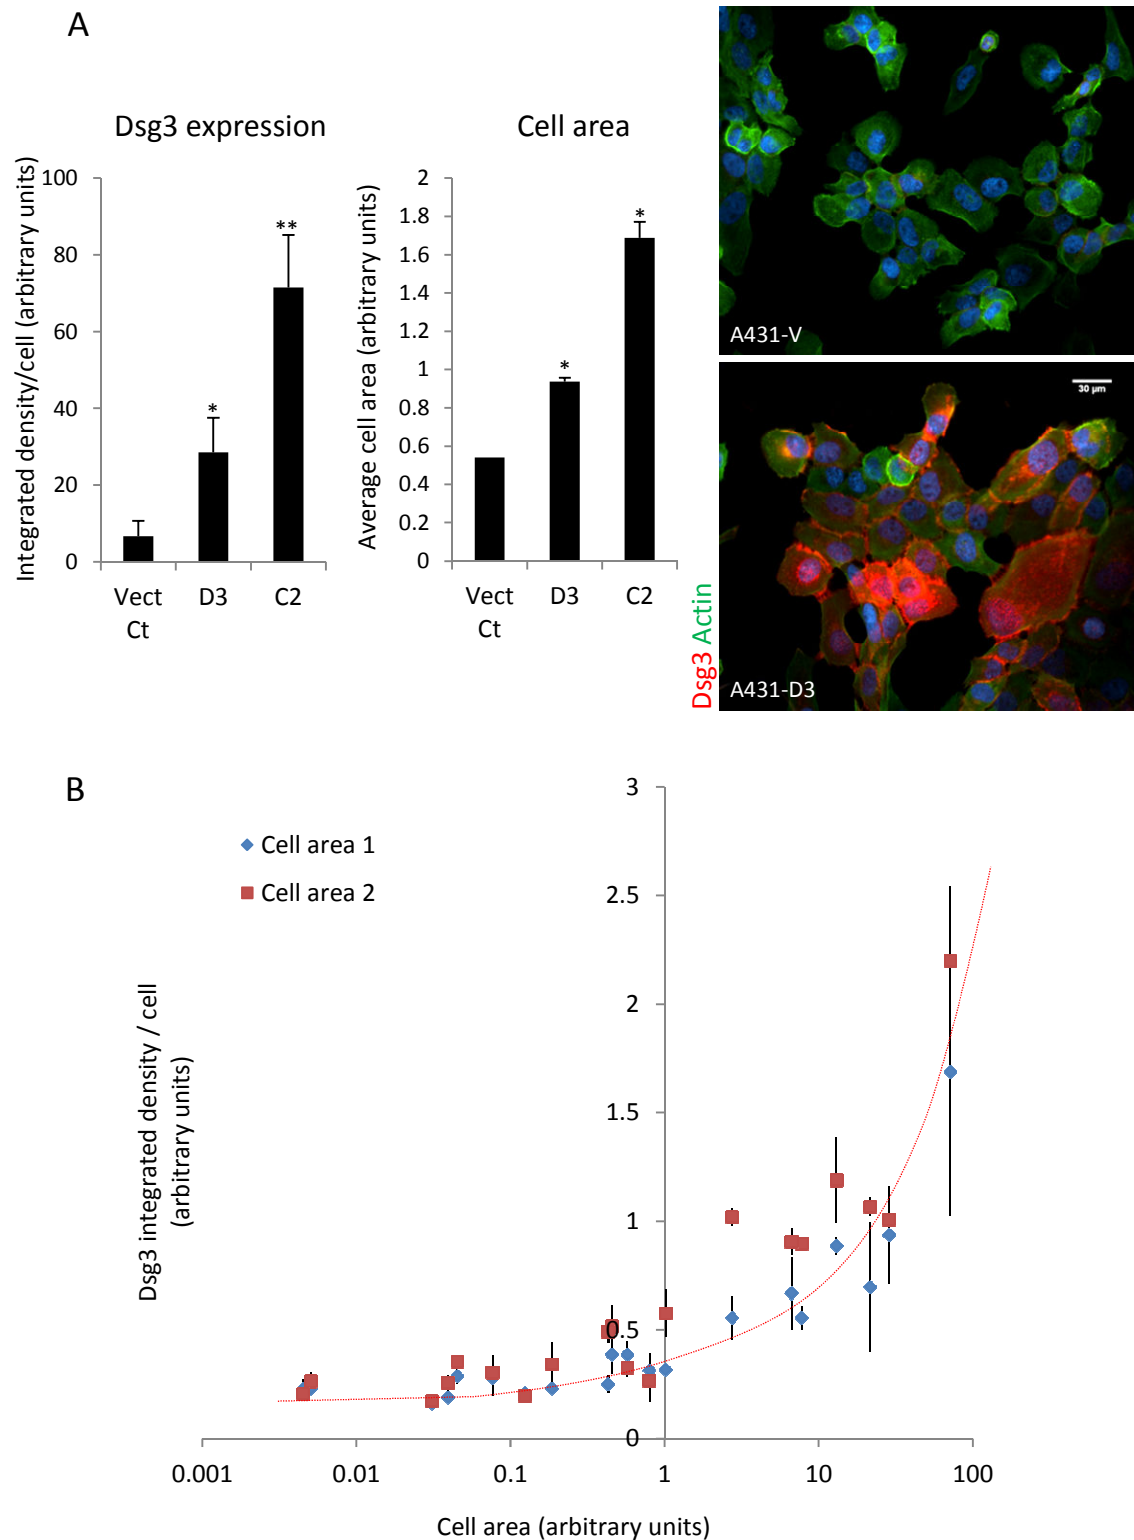 A
Dsg3 expression
Integrated density/cell (arbitrary units)
100
80
60
40
20
0
*
**
Vect
Ct
D3
C2
Cell area
Average cell area (arbitrary units)
2
1.8
1.6
1.4
1.2
1
0.8
0.6
0.4
0.2
0
*
*
Vect
Ct
D3
C2
A431-V
30 µm
A431-D3
Dsg3 Actin
B
Cell area 1
Cell area 2
Dsg3 integrated density / cell
(arbitrary units)
3
2.5
2
1.5
1
0.5
0
0.001
0.01
0.1
1
10
100
Cell area (arbitrary units)